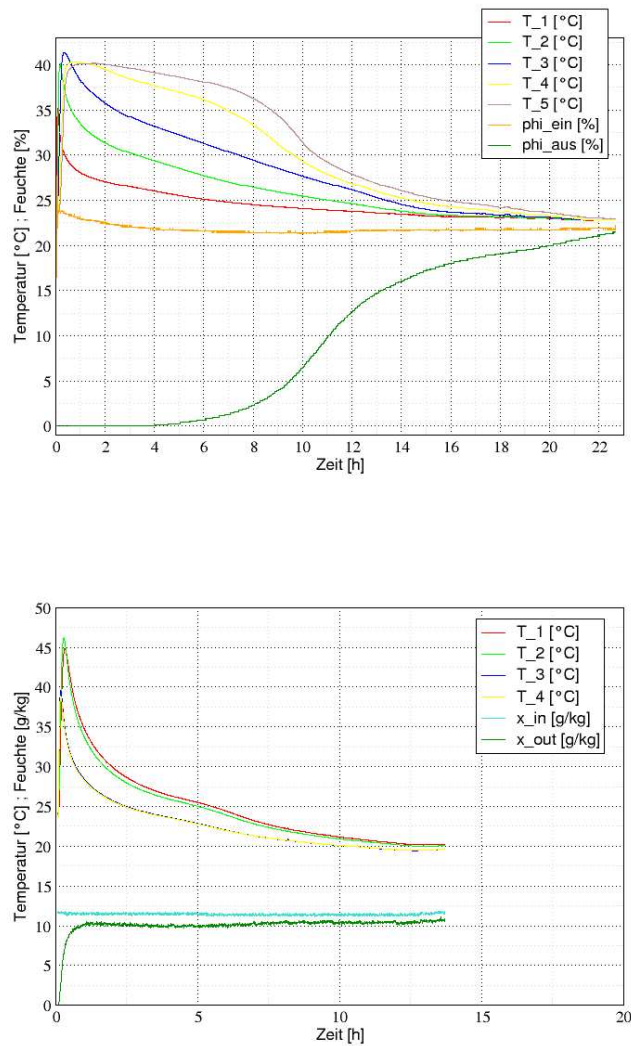 T_1 [°C]
T_2 [°C]
T_3 [°C]
T_4 [°C]
T_5 [°C]
phi_ein [%]
phi_aus [%]
Temperatur [°C] ; Feuchte [%]
40
35
30
25
20
15
10
5
0
0 2 4 6 8 10 12 14 16 18 20 22
Zeit [h]
T_1 [°C]
T_2 [°C]
T_3 [°C]
T_4 [°C]
x_in [g/kg]
x_out [g/kg]
Temperatur [°C] ; Feuchte [g/kg]
50
45
40
35
30
25
20
15
10
5
0
0 5 10 15 20
Zeit [h]